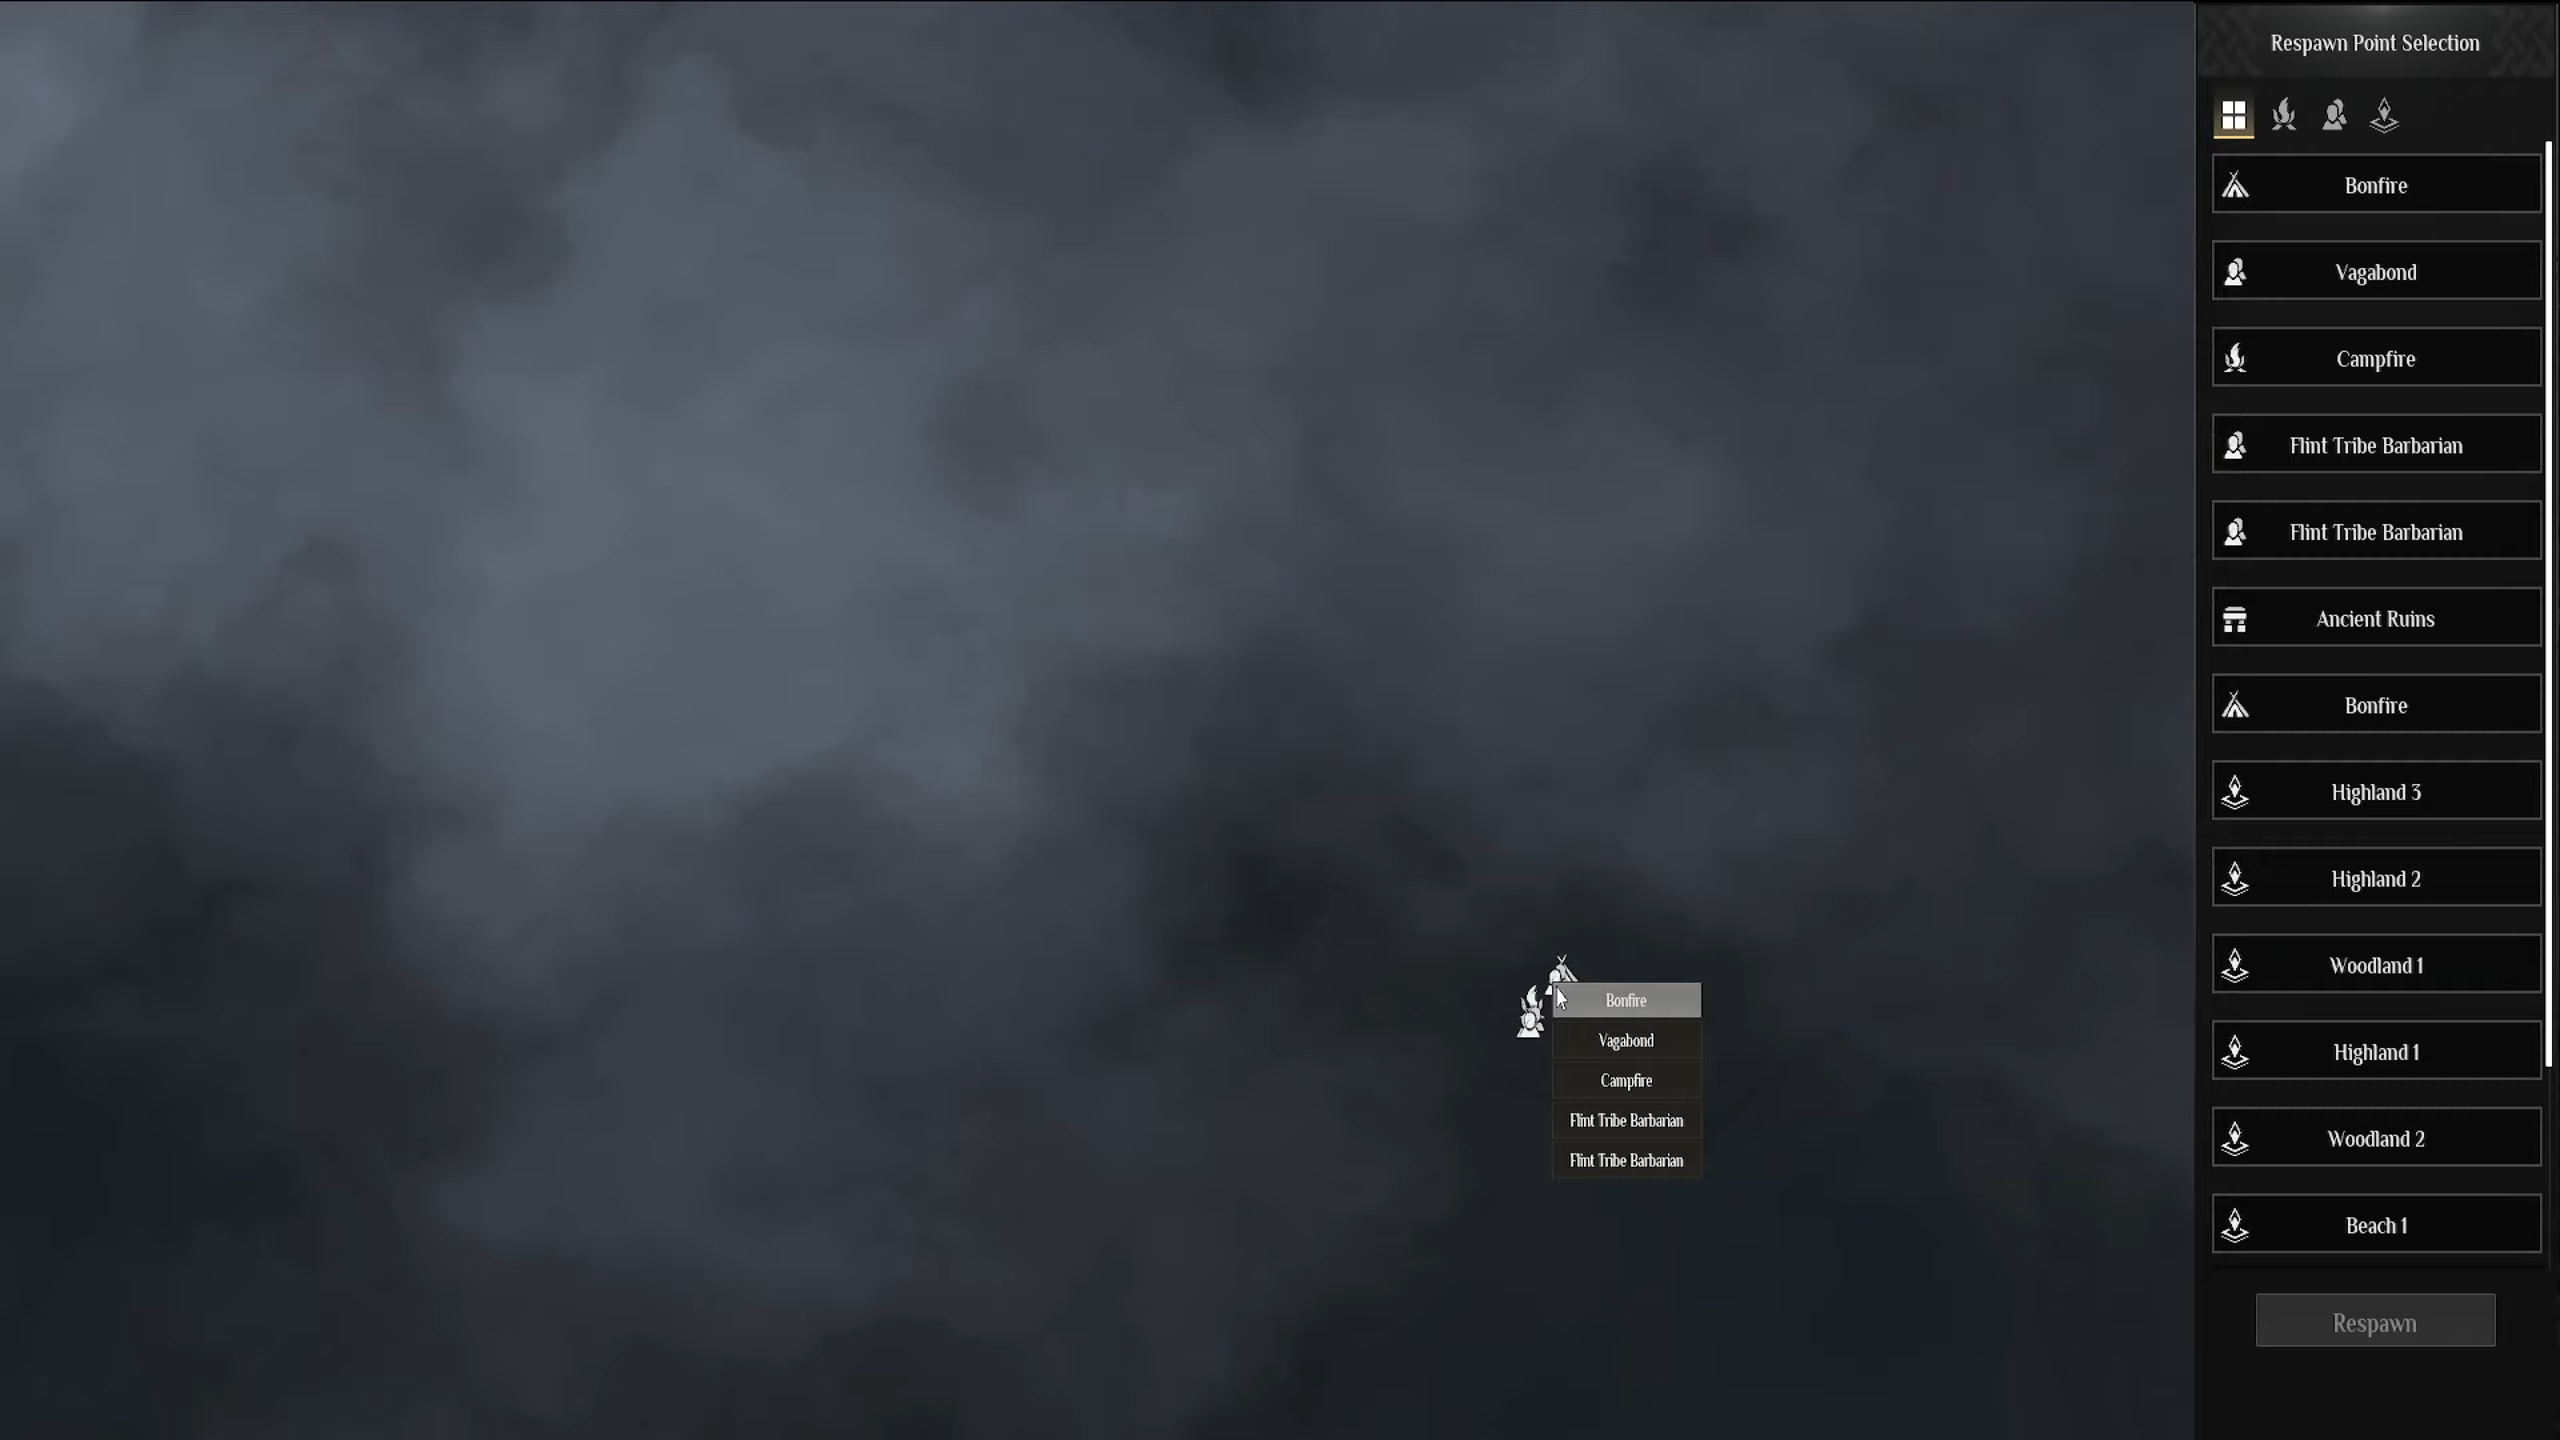 Respawn Point Selection
Bonfire
Vagabond
Campfire
Flint Tribe Barbarian
Flint Tribe Barbarian
Ancient Ruins
Bonfire
Highland 3
Highland 2
Woodland 1
Highland 1
Woodland 2
Beach 1
Respawn
Bonfire
Vagabond
Campfire
Flint Tribe Barbarian
Flint Tribe Barbarian